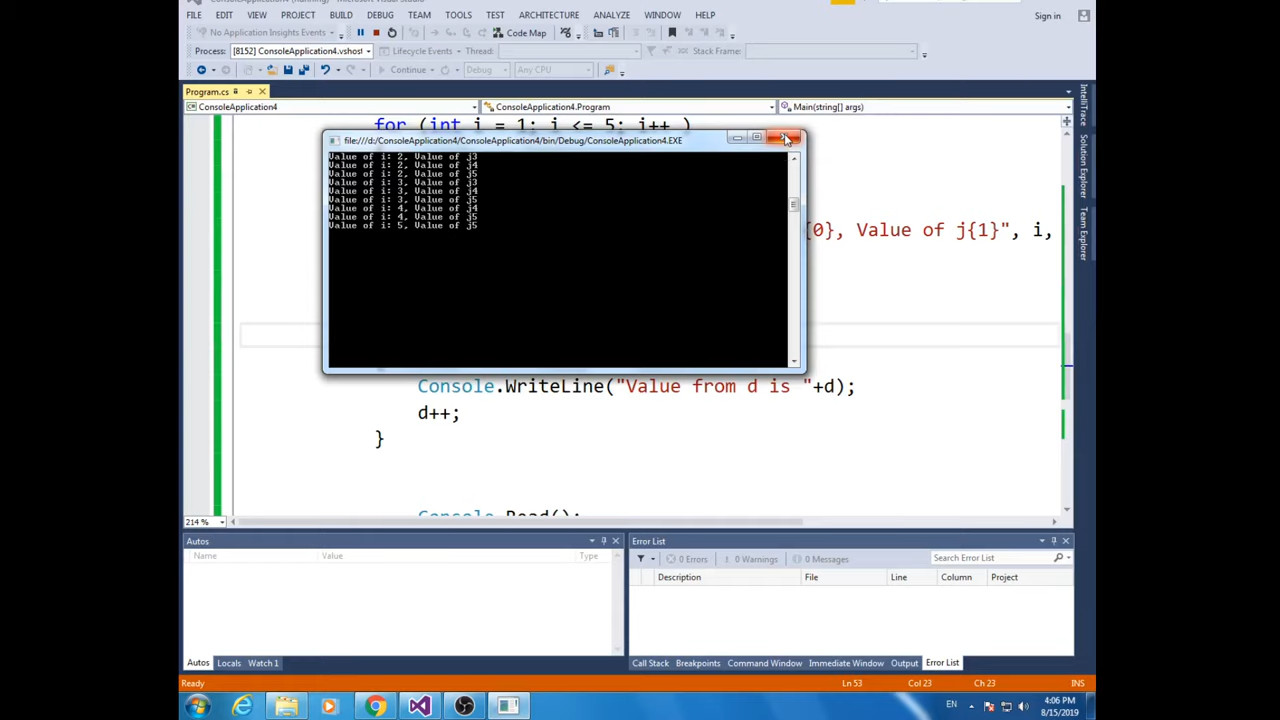 FILE EDIT VIEW PROJECT BUILD DEBUG TEAM TOOLS TEST ARCHITECTURE ANALYZE WINDOW HELP
Sign in
No Application Insights Events
Code Map
Process: [8152] ConsoleApplication4.vshos
Lifecycle Events Thread: Stack Frame:
Continue Debug Any CPU
Program.cs
ConsoleApplication4 ConsoleApplication4.Program Main(string[] args)
for (int i = 1; i <= 5; i++ )
file:///d:/ConsoleApplication4/ConsoleApplication4/bin/Debug/ConsoleApplication4.EXE
Value of i: 2, Value of j3
Value of i: 2, Value of j4
Value of i: 2, Value of j5
Value of i: 3, Value of j3
Value of i: 3, Value of j4
Value of i: 3, Value of j5
Value of i: 4, Value of j4
Value of i: 4, Value of j5
Value of i: 5, Value of j5
{0}, Value of j{1}", i,
Console.WriteLine("Value from d is "+d);
d++;
}
214 %
IntelliTrace
Solution Explorer
Team Explorer
Autos
Name Value Type
Autos Locals Watch 1
Error List
0 Errors 0 Warnings 0 Messages Search Error List
Description File Line Column Project
Call Stack Breakpoints Command Window Immediate Window Output Error List
Ready Ln 53 Col 23 Ch 23 INS
EN
4:06 PM
8/15/2019